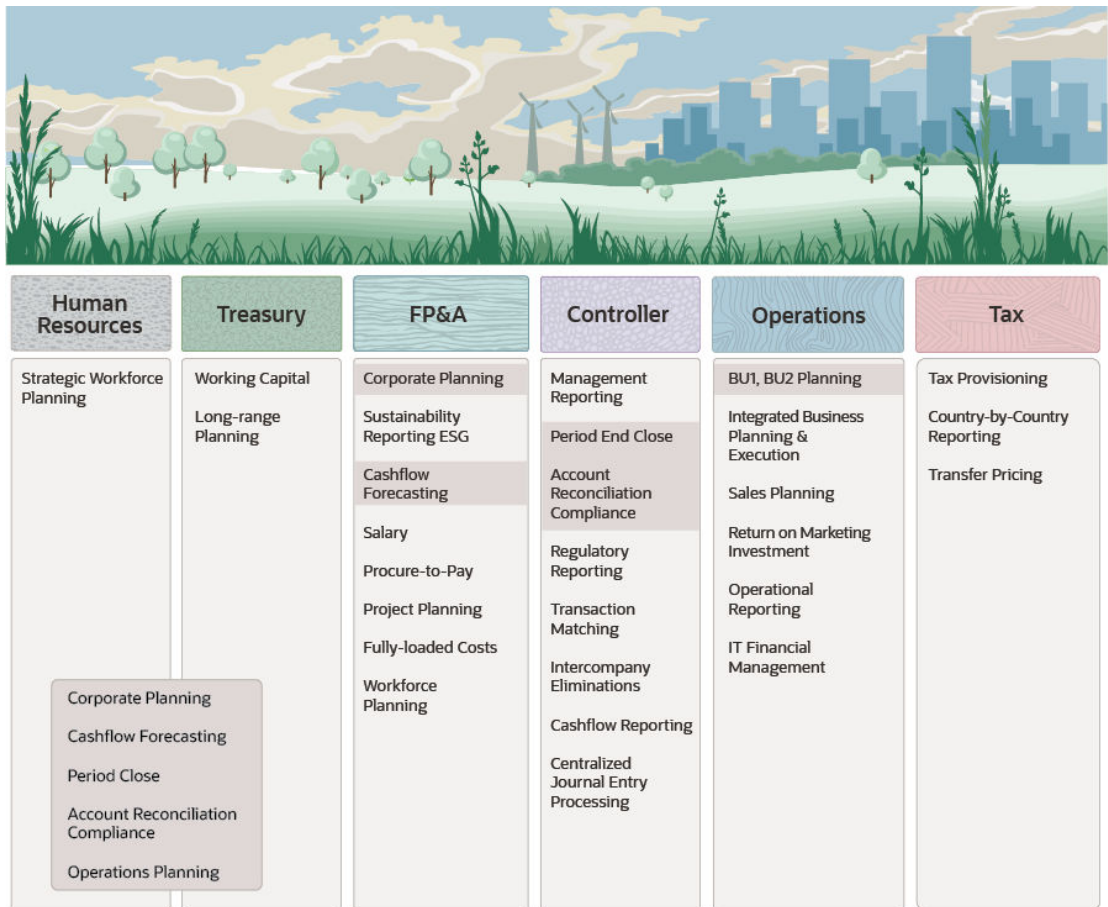 Human
Resources
Treasury
FP&A
Controller
Operations
Tax
Strategic Workforce
Planning
Working Capital
Long-range
Planning
Corporate Planning
Sustainability
Reporting ESG
Cashflow
Forecasting
Salary
Procure-to-Pay
Project Planning
Fully-loaded Costs
Workforce
Planning
Management
Reporting
Period End Close
Account
Reconciliation
Compliance
Regulatory
Reporting
Transaction
Matching
Intercompany
Eliminations
Cashflow Reporting
Centralized
Journal Entry
Processing
BU1, BU2 Planning
Integrated Business
Planning &
Execution
Sales Planning
Return on Marketing
Investment
Operational
Reporting
IT Financial
Management
Tax Provisioning
Country-by-Country
Reporting
Transfer Pricing
Corporate Planning
Cashflow Forecasting
Period Close
Account Reconciliation
Compliance
Operations Planning